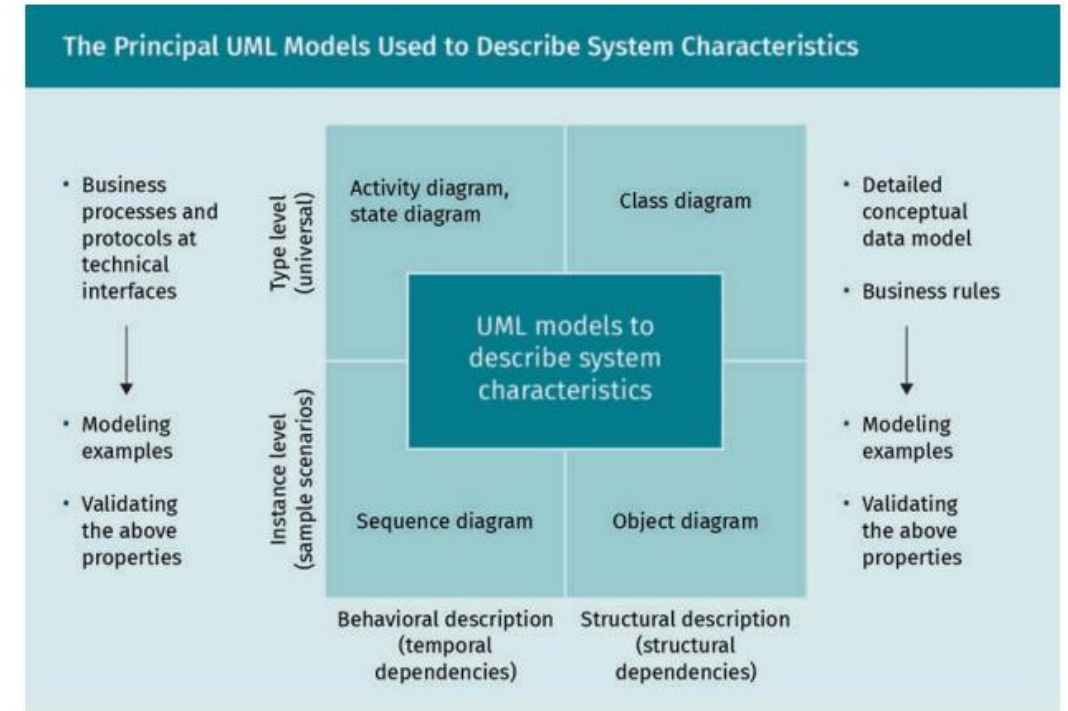 The Principal UML Models Used to Describe System Characteristics
• Business
processes and
protocols at
technical
interfaces
• Modeling
examples
• Validating
the above
properties
Type level
(universal)
Instance level
(sample scenarios)
Activity diagram,
state diagram
Class diagram
UML models to
describe system
characteristics
Sequence diagram
Object diagram
Behavioral description
(temporal
dependencies)
Structural description
(structural
dependencies)
• Detailed
conceptual
data model
• Business rules
• Modeling
examples
• Validating
the above
properties